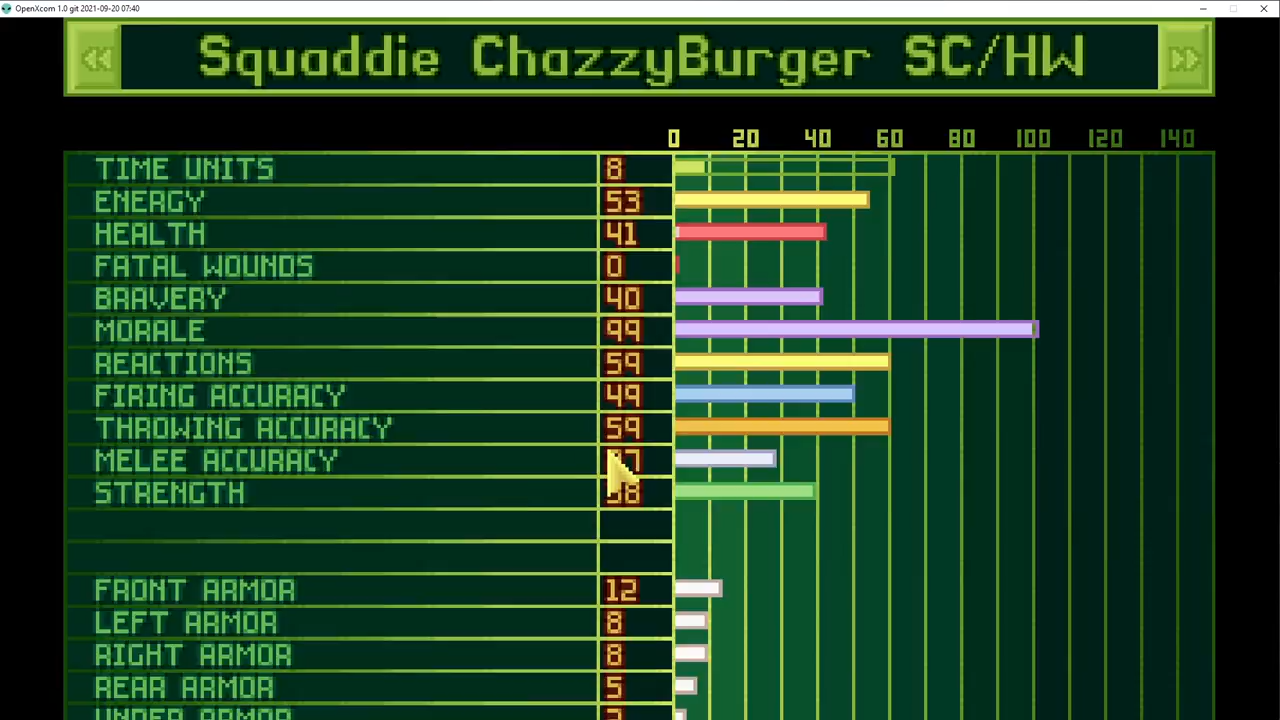 OpenXcom 1.0 git 2021-09-20 07:40
Squaddie ChazzyBurger SC/HW
0 20 40 60 80 100 120 140
TIME UNITS 8
ENERGY 53
HEALTH 41
FATAL WOUNDS 0
BRAVERY 40
MORALE 99
REACTIONS 59
FIRING ACCURACY 49
THROWING ACCURACY 59
MELEE ACCURACY
STRENGTH
FRONT ARMOR 12
LEFT ARMOR 8
RIGHT ARMOR 8
REAR ARMOR 5
UNDER ARMOR